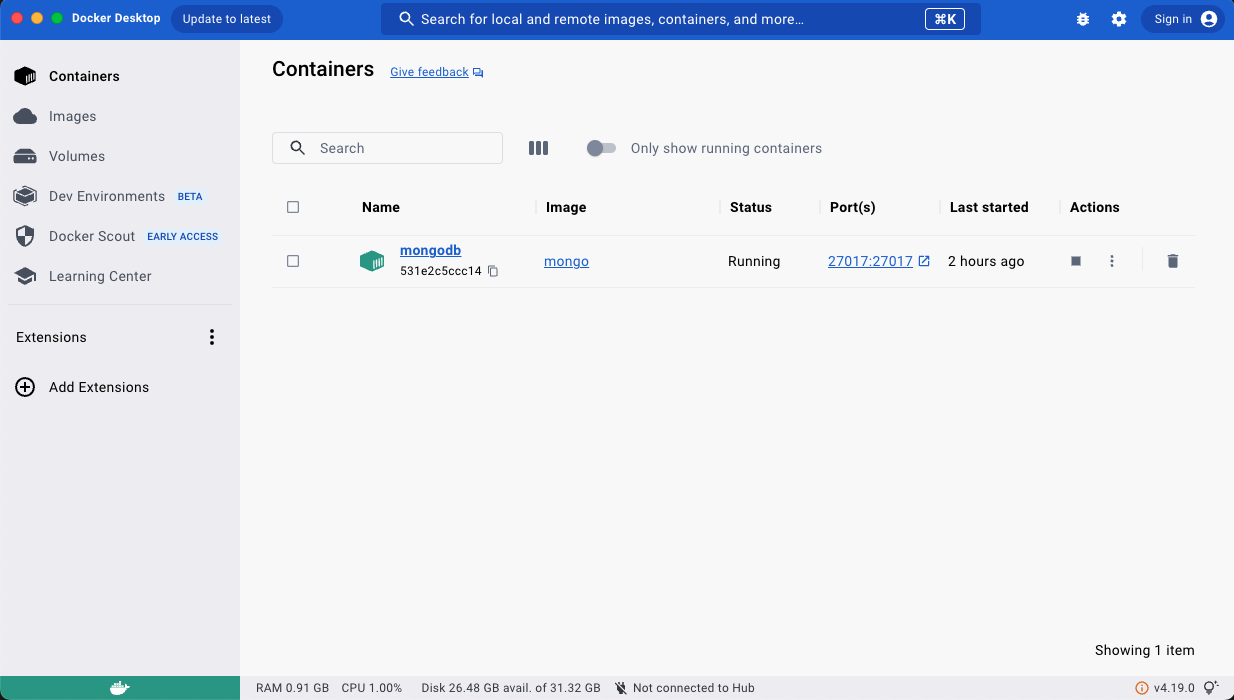 Docker Desktop Update to latest Search for local and remote images, containers, and more... ⌘K Sign in
Containers
Images
Volumes
Dev Environments BETA
Docker Scout EARLY ACCESS
Learning Center
Extensions
Add Extensions
Containers Give feedback
Search Only show running containers
Name Image Status Port(s) Last started Actions
mongodb
531e2c5ccc14
mongo Running 27017:27017 2 hours ago
Showing 1 item
RAM 0.91 GB CPU 1.00% Disk 26.48 GB avail. of 31.32 GB Not connected to Hub v4.19.0